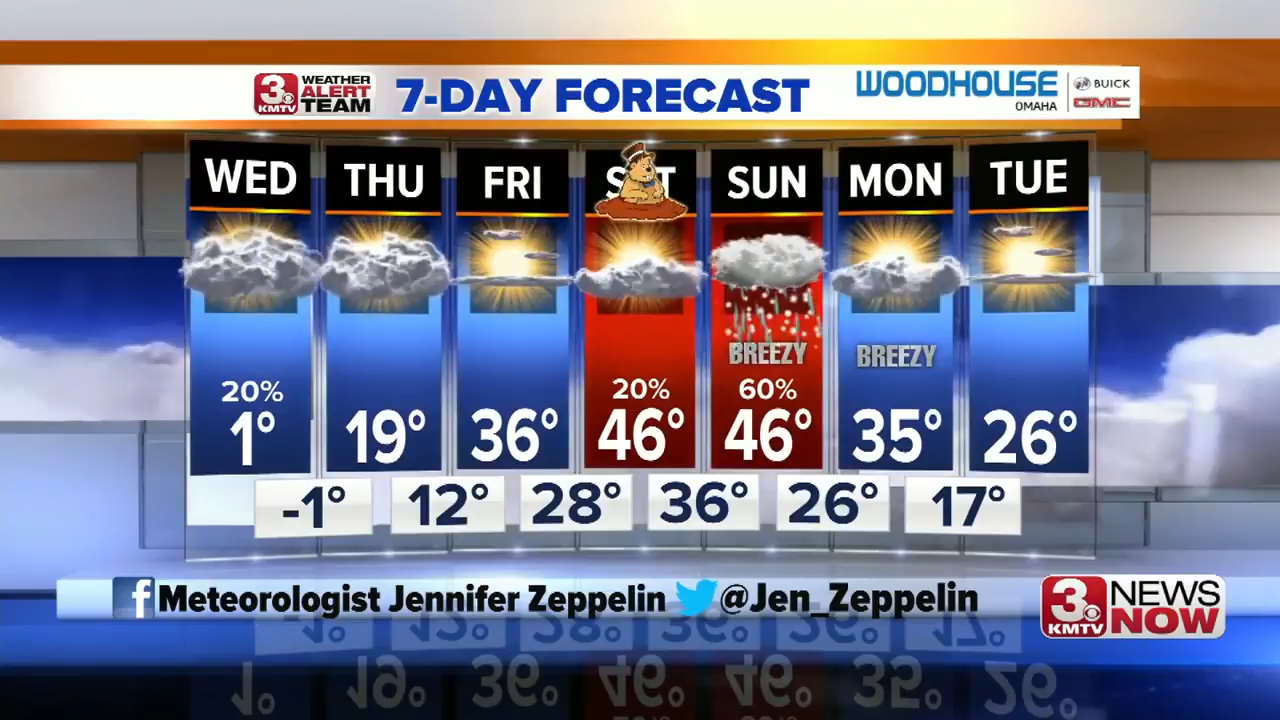 3 KMTV WEATHER ALERT TEAM
7-DAY FORECAST
WOODHOUSE
OMAHA
BUICK
GMC
WED THU FRI SAT SUN MON TUE
BREEZY BREEZY
20% 20% 60%
1° 19° 36° 46° 46° 35° 26°
-1° 12° 28° 36° 26° 17°
f Meteorologist Jennifer Zeppelin @Jen_Zeppelin
3 KMTV NEWS NOW